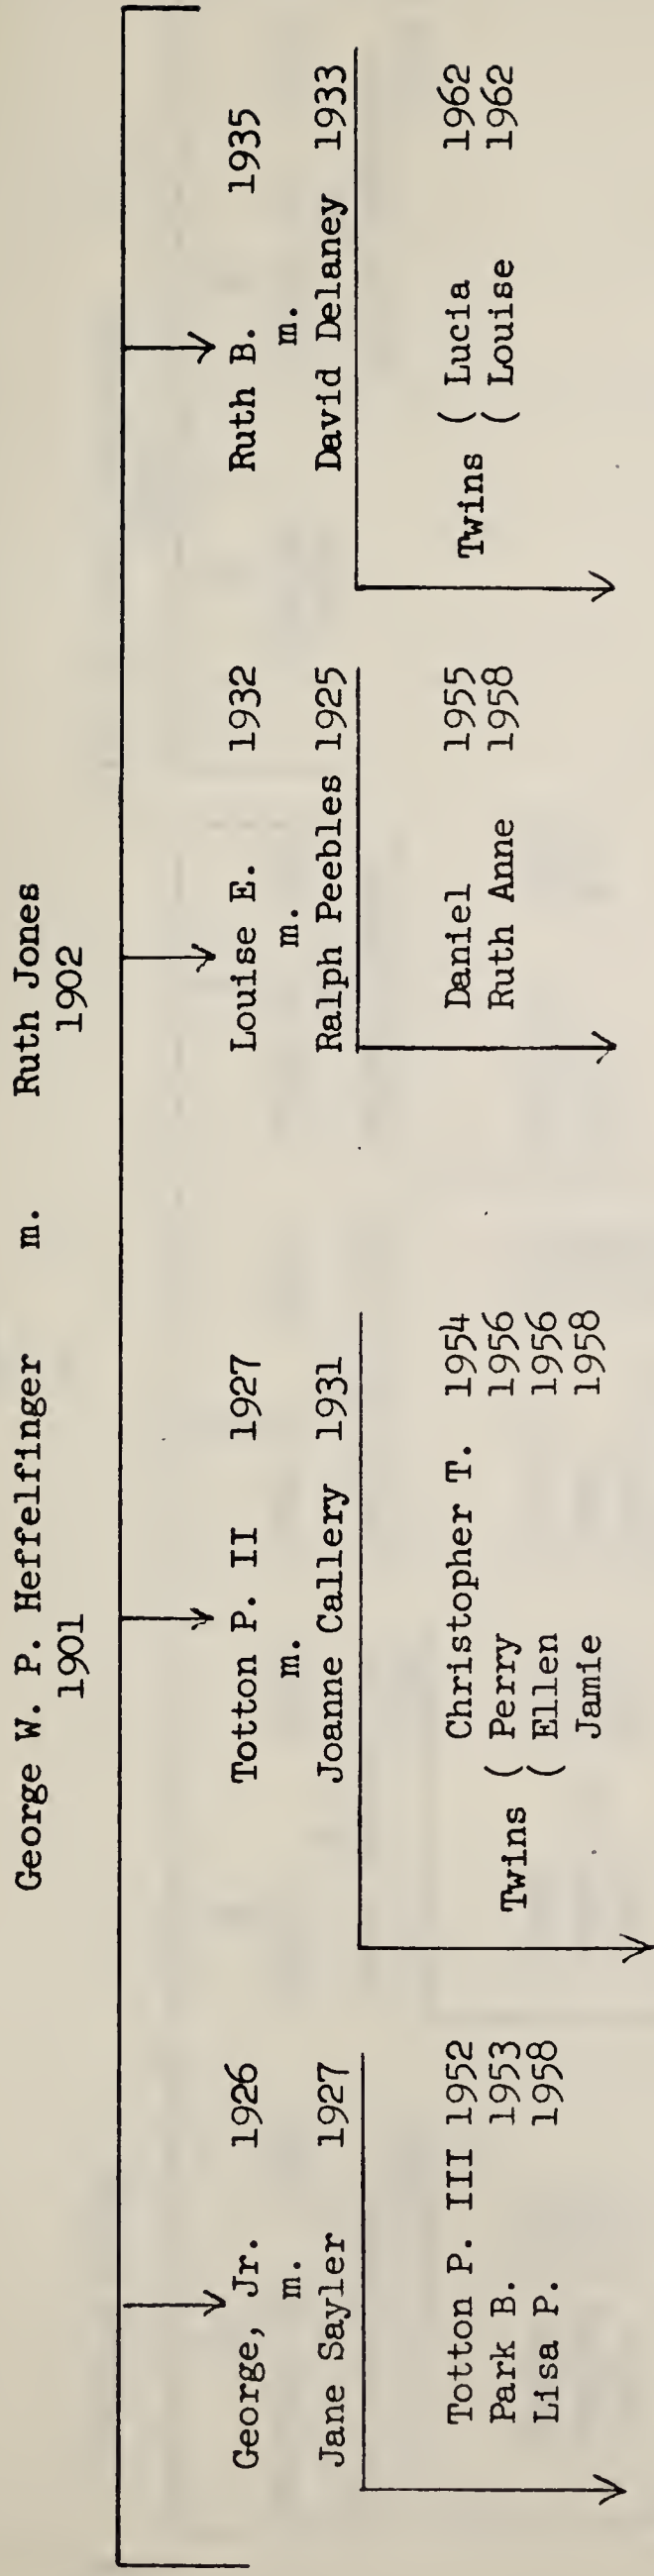 George W. P. Heffelfinger m. Ruth Jones
1901 1902
George, Jr. 1926
m.
Jane Sayler 1927
Totton P. III 1952
Park B. 1953
Lisa P. 1958
Totton P. II 1927
m.
Joanne Callery 1931
Christopher T. 1954
Twins ( Perry 1956
( Ellen 1956
Jamie 1958
Louise E. 1932
m.
Ralph Peebles 1925
Daniel 1955
Ruth Anne 1958
Ruth B. 1935
m.
David Delaney 1933
Twins ( Lucia 1962
( Louise 1962